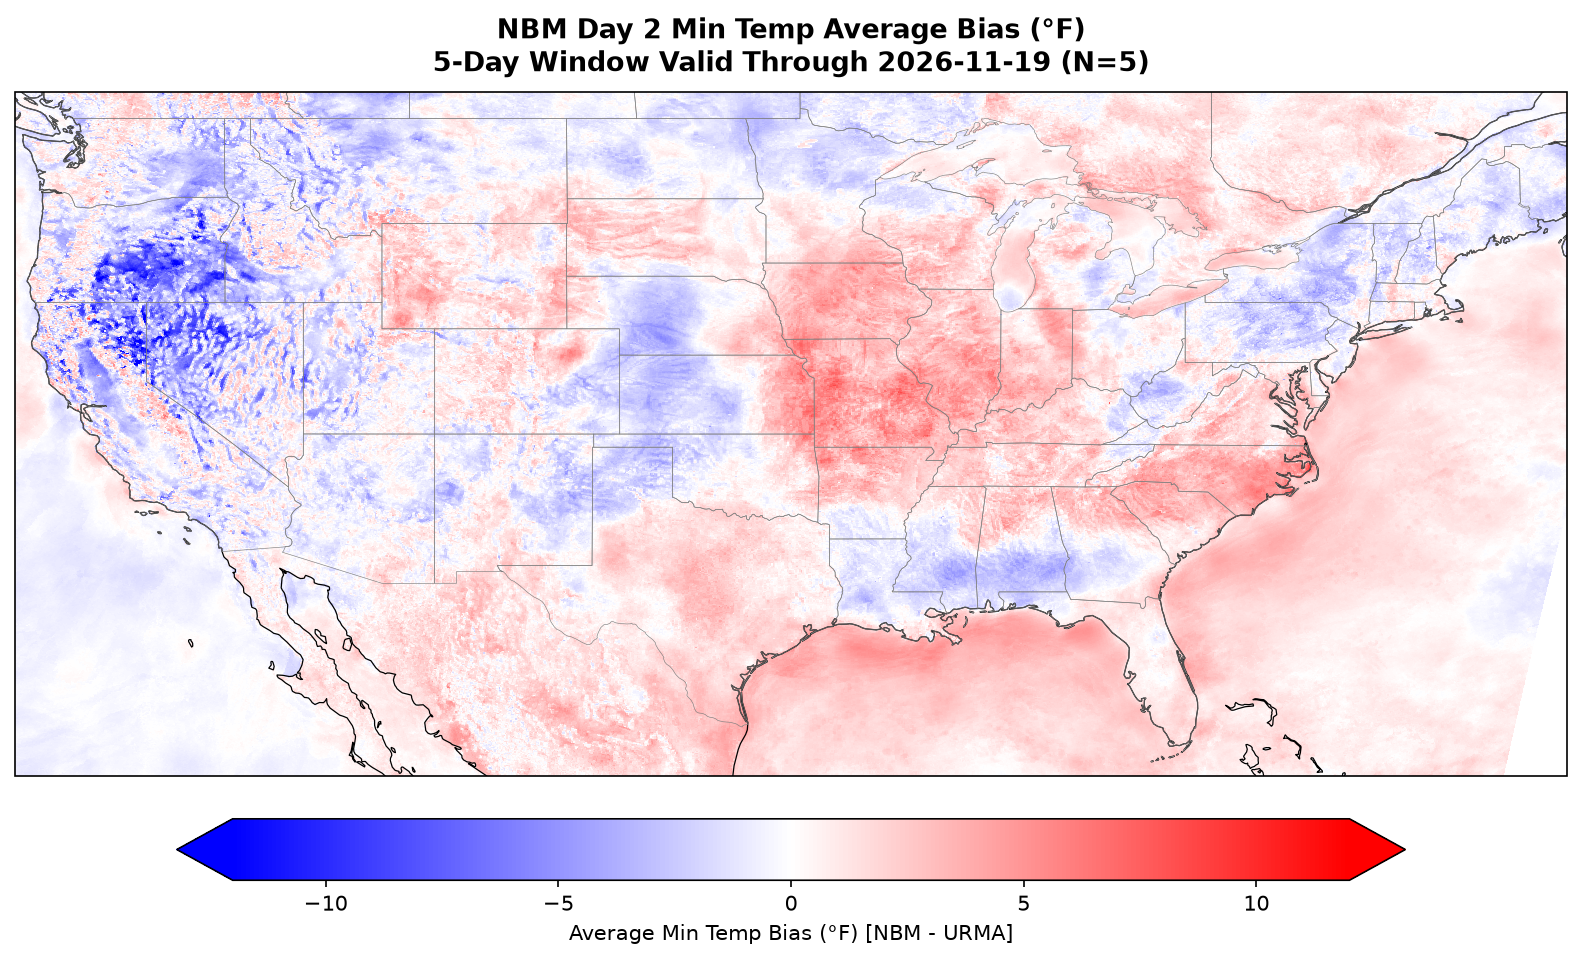 NBM Day 2 Min Temp Average Bias (°F)
5-Day Window Valid Through 2026-11-19 (N=5)
−10 −5 0 5 10
Average Min Temp Bias (°F) [NBM - URMA]